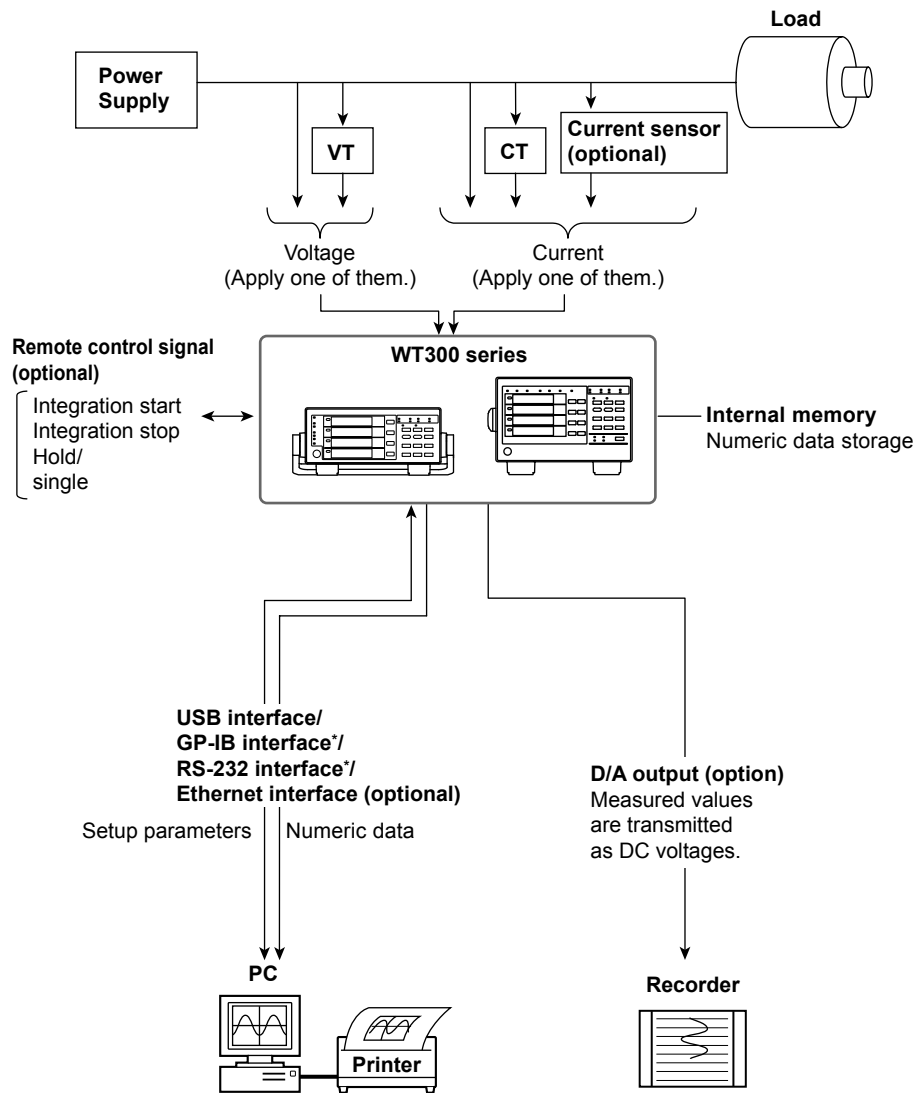 Load
Power
Supply
VT
CT
Current sensor
(optional)
Voltage
(Apply one of them.)
Current
(Apply one of them.)
Remote control signal
(optional)
Integration start
Integration stop
Hold/
single
WT300 series
Internal memory
Numeric data storage
USB interface/
GP-IB interface*/
RS-232 interface*/
Ethernet interface (optional)
Setup parameters
Numeric data
D/A output (option)
Measured values
are transmitted
as DC voltages.
PC
Printer
Recorder